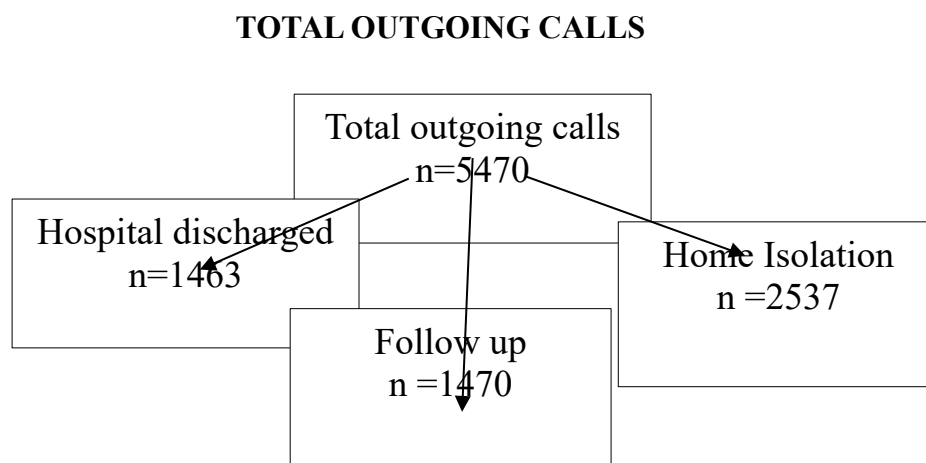 TOTAL OUTGOING CALLS
Total outgoing calls
n=5470
Hospital discharged
n=1463
Home Isolation
n =2537
Follow up
n =1470